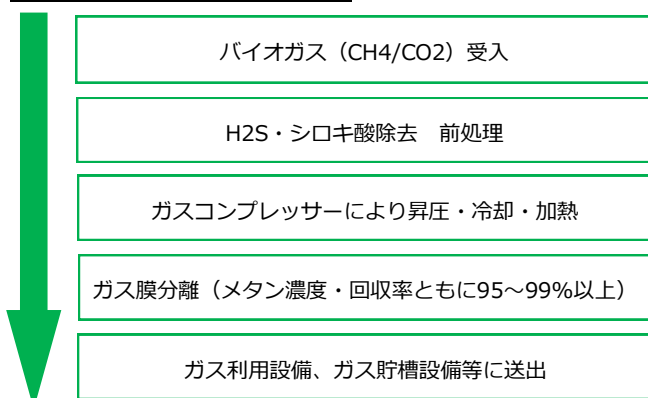 バイオガス（CH4/CO2）受入
H2S・シロキ酸除去　前処理
ガスコンプレッサーにより昇圧・冷却・加熱
ガス膜分離（メタン濃度・回収率ともに95～99%以上）
ガス利用設備、ガス貯槽設備等に送出